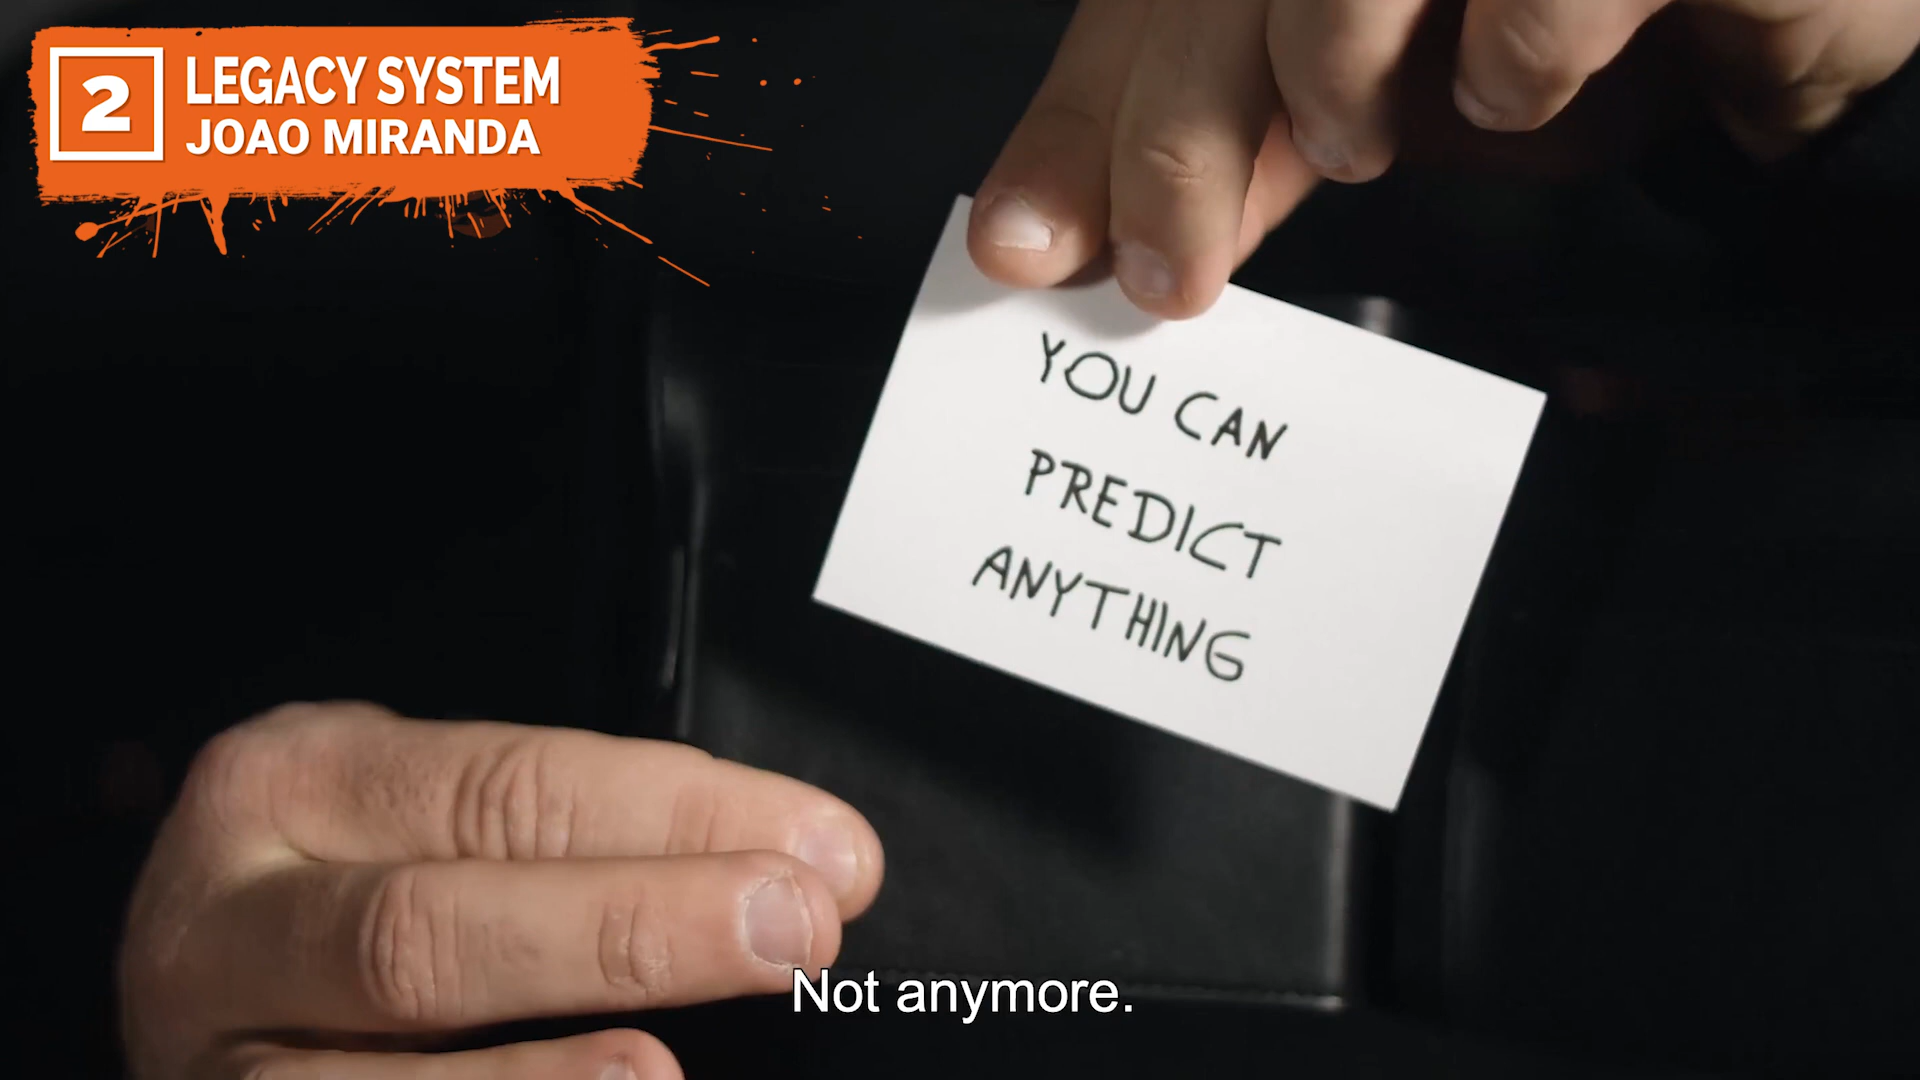 2
LEGACY SYSTEM
JOAO MIRANDA
YOU CAN
PREDICT
ANYTHING
Not anymore.